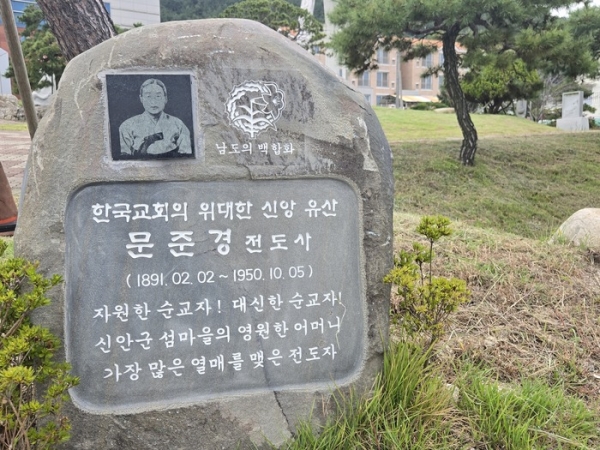 남도의 백합화
한국교회의 위대한 신앙 유산
문준경 전도사
( 1891. 02. 02 ~ 1950. 10. 05 )
자원한 순교자! 대신한 순교자!
신안군 섬마을의 영원한 어머니
가장 많은 열매를 맺은 전도자